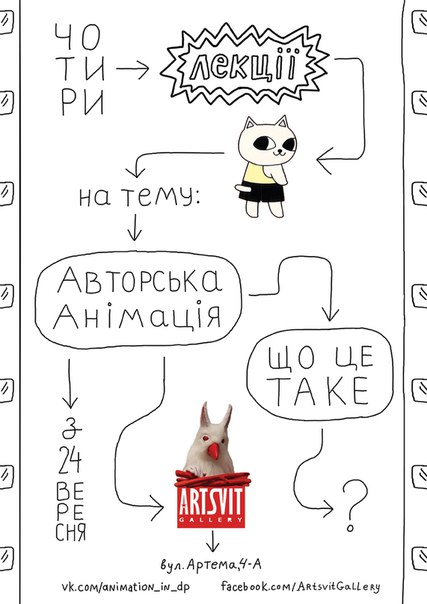 ЧО
ТИ
РИ
лекції
на тему:
Авторська
Анімація
що це
таке
з
24
ве
ре
сня
ARTSVIT
GALLERY
?
вул. Артема, 4-А
vk.com/animation_in_dp
facebook.com/ArtsvitGallery